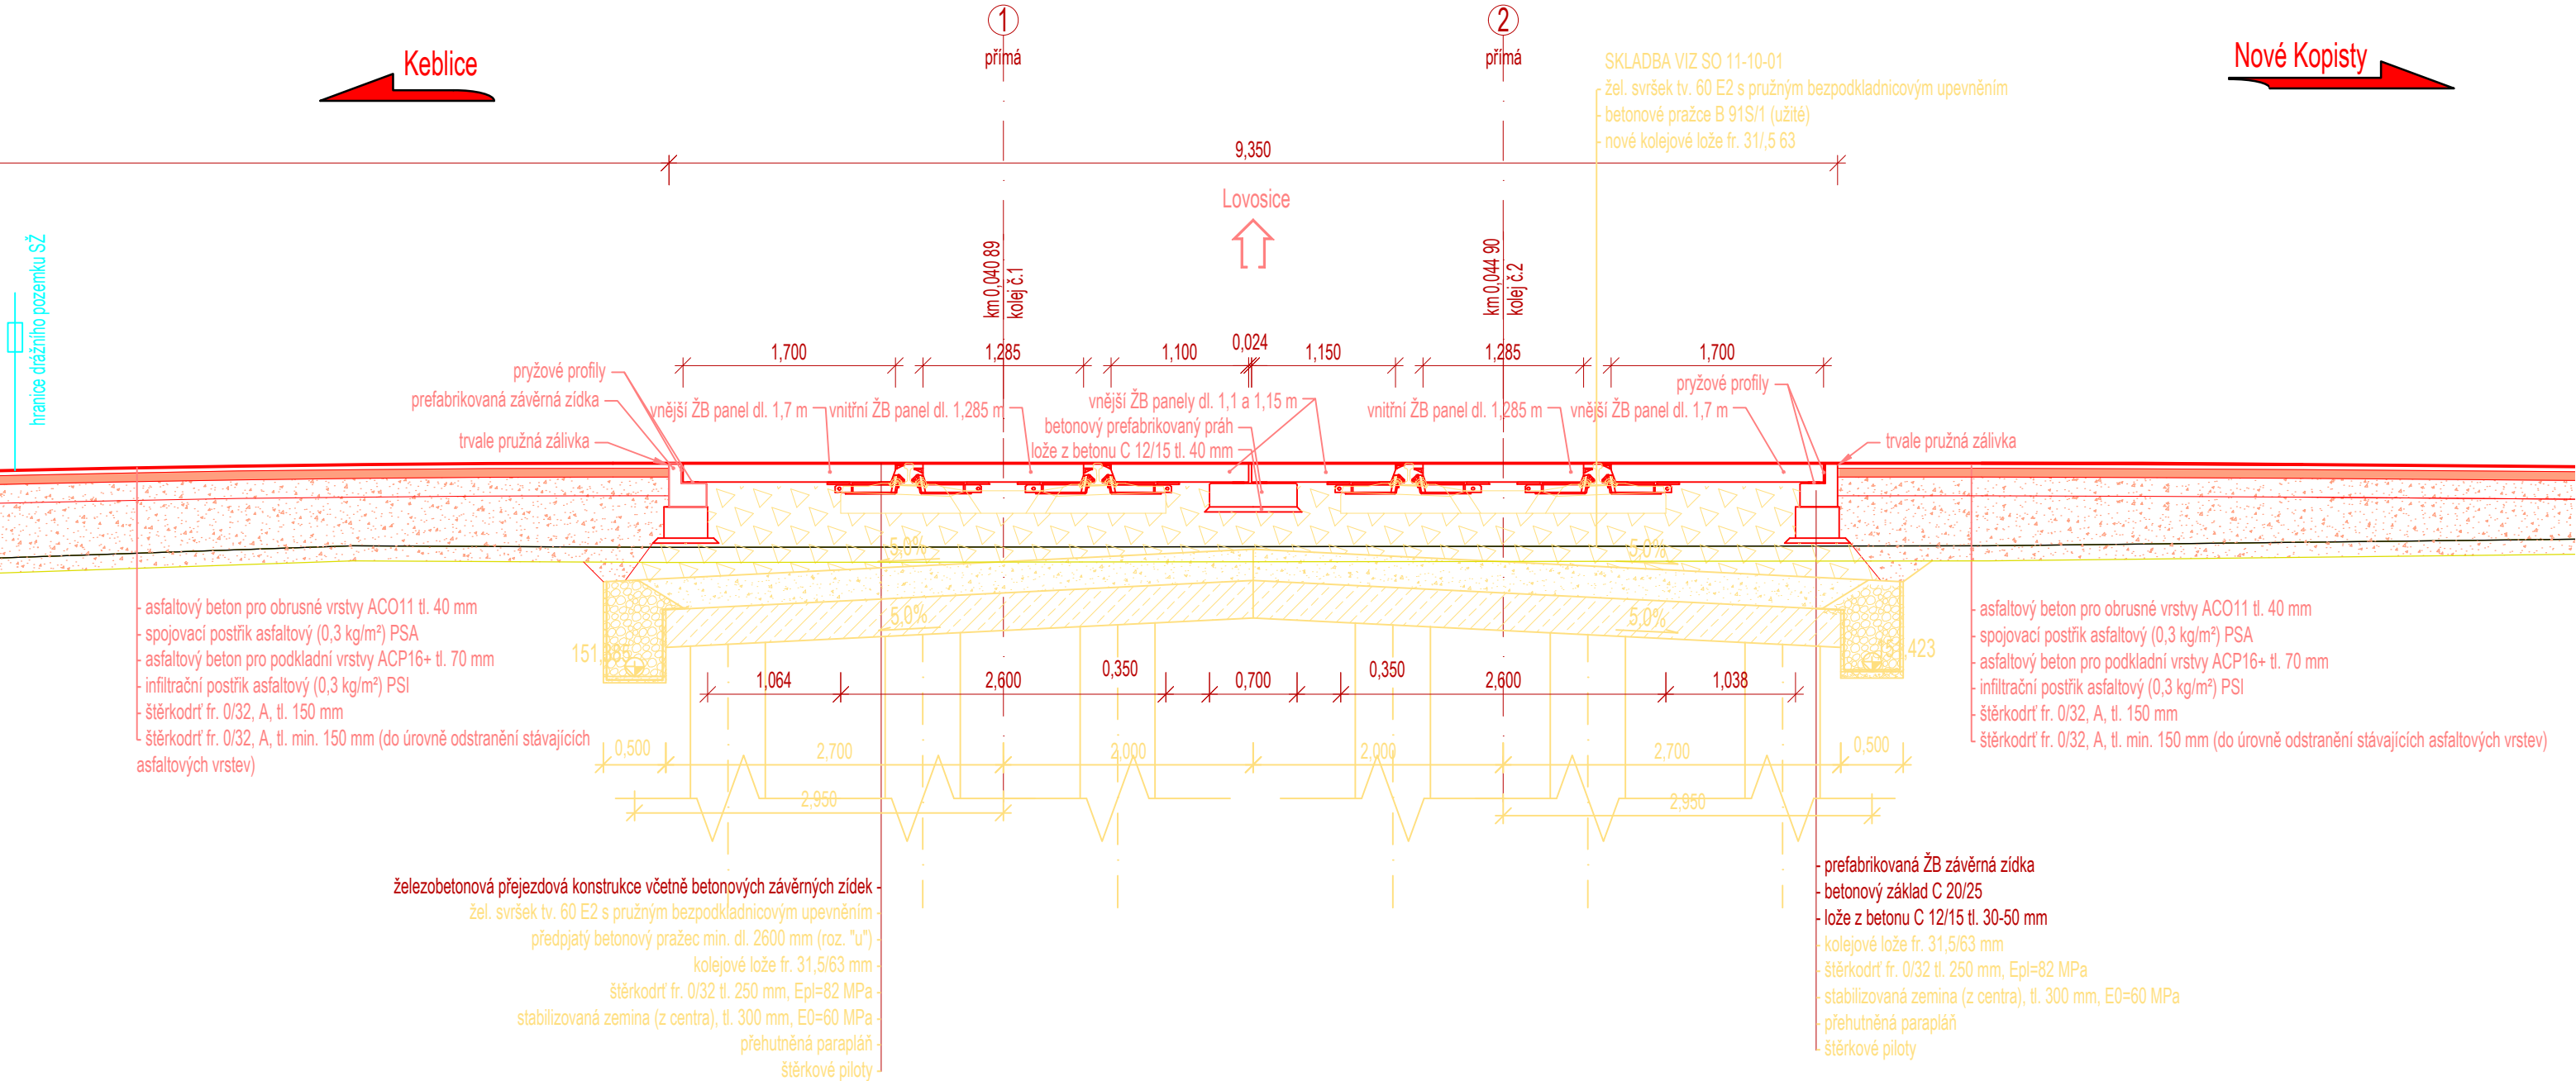 1
2
přímá
přímá
Keblice
Nové Kopisty
SKLADBA VIZ SO 11-10-01
žel. svršek tv. 60 E2 s pružným bezpodkladnicovým upevněním
betonové pražce B 91S/1 (užité)
nové kolejové lože fr. 31/,5 63
9,350
Lovosice
hranice drážního pozemku SŽ
km 0,040 89
kolej č.1
km 0,044 90
kolej č.2
1,700
1,285
1,100
0,024
1,150
1,285
1,700
pryžové profily
prefabrikovaná závěrná zídka
trvale pružná zálivka
vnější ŽB panel dl. 1,7 m
vnitřní ŽB panel dl. 1,285 m
vnější ŽB panely dl. 1,1 a 1,15 m
betonový prefabrikovaný práh
lože z betonu C 12/15 tl. 40 mm
vnitřní ŽB panel dl. 1,285 m
vnější ŽB panel dl. 1,7 m
pryžové profily
trvale pružná zálivka
5,0%
5,0%
5,0%
5,0%
asfaltový beton pro obrusné vrstvy ACO11 tl. 40 mm
spojovací postřik asfaltový (0,3 kg/m²) PSA
asfaltový beton pro podkladní vrstvy ACP16+ tl. 70 mm
infiltrační postřik asfaltový (0,3 kg/m²) PSI
štěrkodrť fr. 0/32, A, tl. 150 mm
štěrkodrť fr. 0/32, A, tl. min. 150 mm (do úrovně odstranění stávajících
asfaltových vrstev)
asfaltový beton pro obrusné vrstvy ACO11 tl. 40 mm
spojovací postřik asfaltový (0,3 kg/m²) PSA
asfaltový beton pro podkladní vrstvy ACP16+ tl. 70 mm
infiltrační postřik asfaltový (0,3 kg/m²) PSI
štěrkodrť fr. 0/32, A, tl. 150 mm
štěrkodrť fr. 0/32, A, tl. min. 150 mm (do úrovně odstranění stávajících asfaltových vrstev)
1,064
2,600
0,350
0,700
0,350
2,600
1,038
0,500
2,700
2,000
2,000
2,700
0,500
2,950
2,950
železobetonová přejezdová konstrukce včetně betonových závěrných zídek
žel. svršek tv. 60 E2 s pružným bezpodkladnicovým upevněním
předpjatý betonový pražec min. dl. 2600 mm (roz. "u")
kolejové lože fr. 31,5/63 mm
štěrkodrť fr. 0/32 tl. 250 mm, Epl=82 MPa
stabilizovaná zemina (z centra), tl. 300 mm, E0=60 MPa
přehutněná parapláň
štěrkové piloty
prefabrikovaná ŽB závěrná zídka
betonový základ C 20/25
lože z betonu C 12/15 tl. 30-50 mm
kolejové lože fr. 31,5/63 mm
štěrkodrť fr. 0/32 tl. 250 mm, Epl=82 MPa
stabilizovaná zemina (z centra), tl. 300 mm, E0=60 MPa
přehutněná parapláň
štěrkové piloty